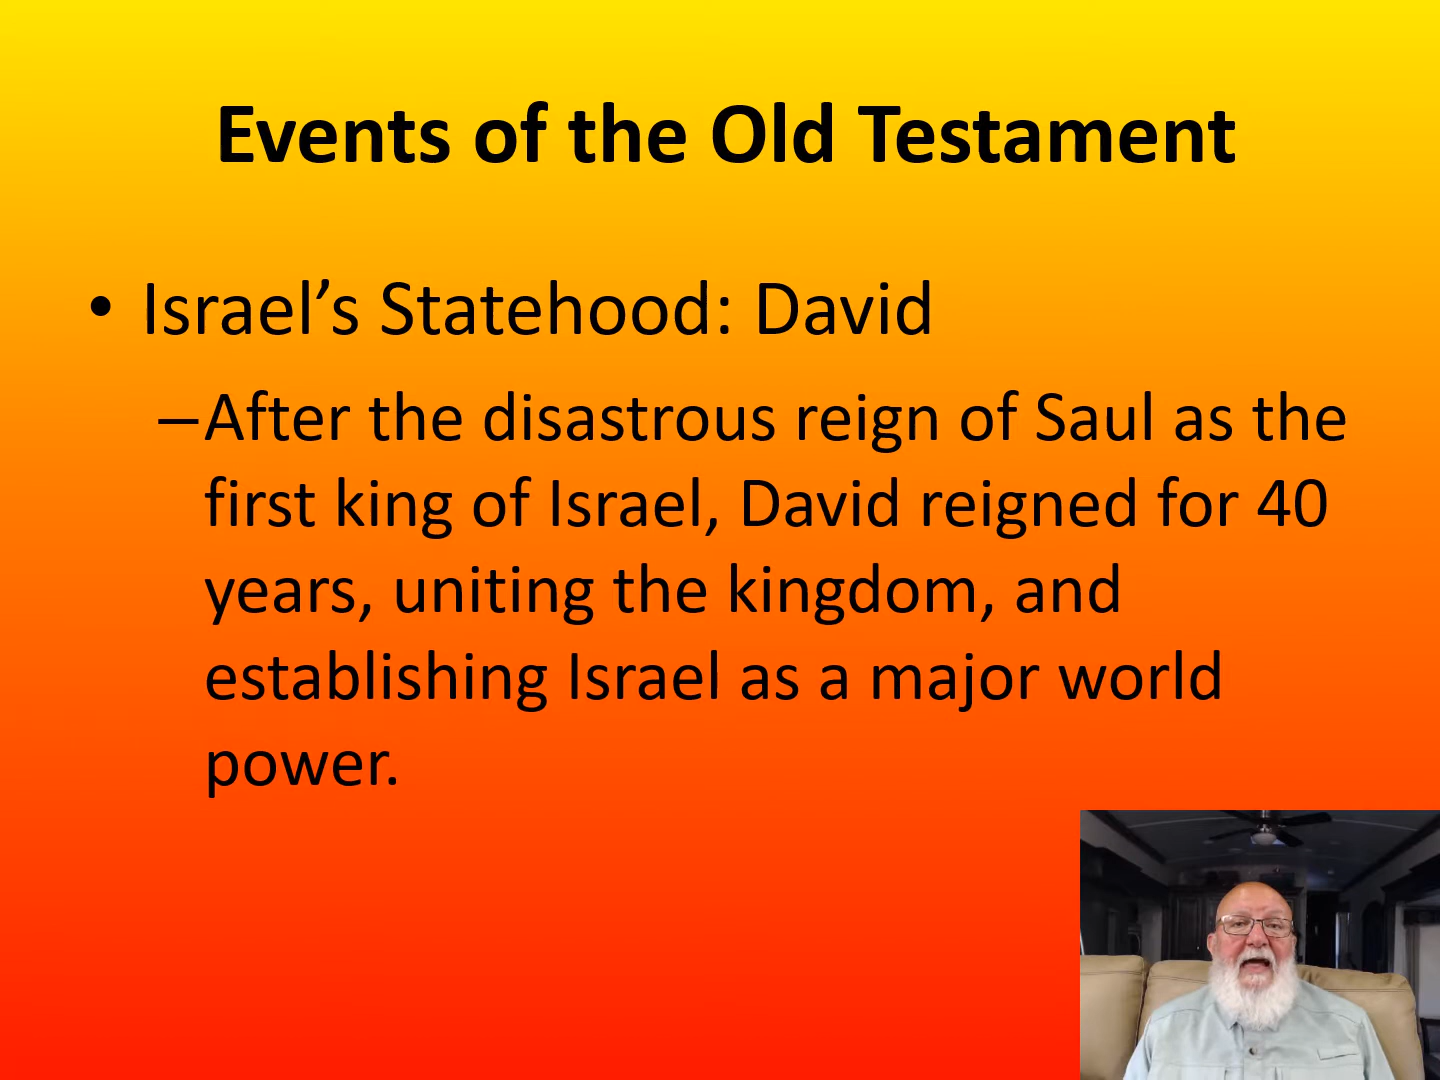 Events of the Old Testament
• Israel’s Statehood: David
–After the disastrous reign of Saul as the
first king of Israel, David reigned for 40
years, uniting the kingdom, and
establishing Israel as a major world
power.